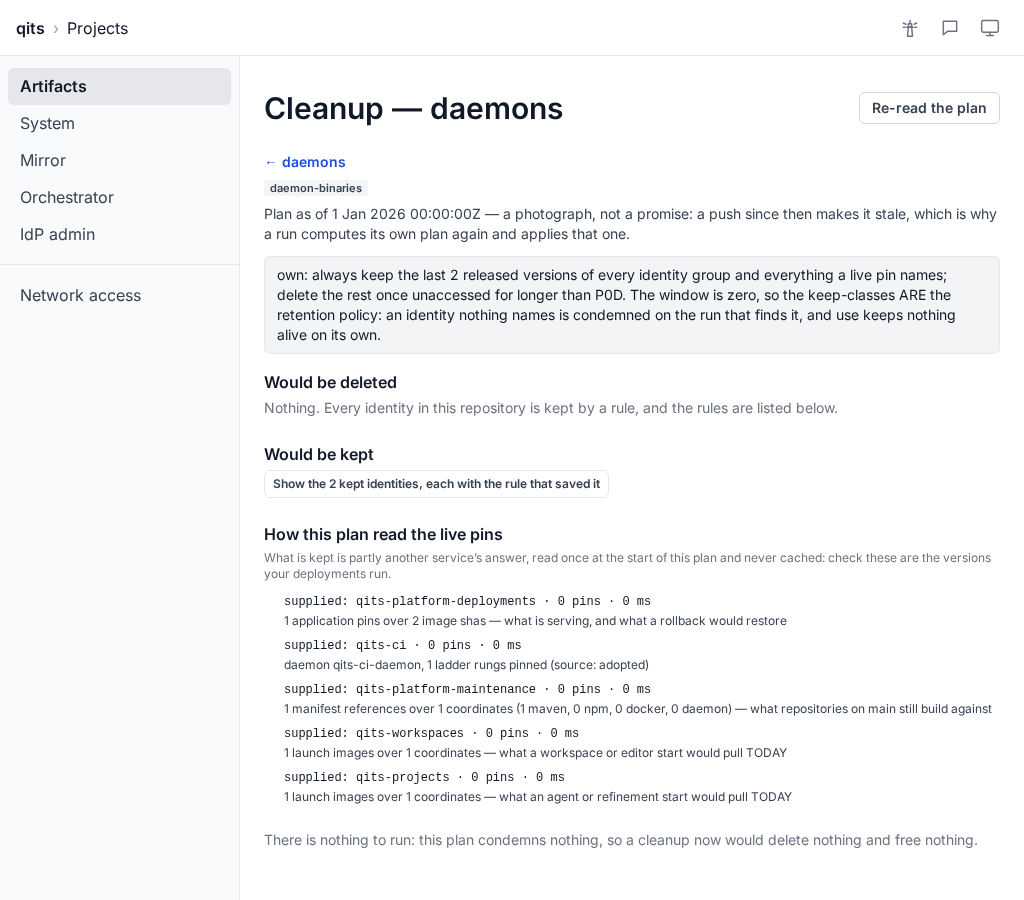 qits › Projects
Artifacts
System
Mirror
Orchestrator
IdP admin
Network access
Cleanup — daemons
Re-read the plan
← daemons
daemon-binaries
Plan as of 1 Jan 2026 00:00:00Z — a photograph, not a promise: a push since then makes it stale, which is why
a run computes its own plan again and applies that one.
own: always keep the last 2 released versions of every identity group and everything a live pin names;
delete the rest once unaccessed for longer than P0D. The window is zero, so the keep-classes ARE the
retention policy: an identity nothing names is condemned on the run that finds it, and use keeps nothing
alive on its own.
Would be deleted
Nothing. Every identity in this repository is kept by a rule, and the rules are listed below.
Would be kept
Show the 2 kept identities, each with the rule that saved it
How this plan read the live pins
What is kept is partly another service’s answer, read once at the start of this plan and never cached: check these are the versions
your deployments run.
supplied: qits-platform-deployments · 0 pins · 0 ms
1 application pins over 2 image shas — what is serving, and what a rollback would restore
supplied: qits-ci · 0 pins · 0 ms
daemon qits-ci-daemon, 1 ladder rungs pinned (source: adopted)
supplied: qits-platform-maintenance · 0 pins · 0 ms
1 manifest references over 1 coordinates (1 maven, 0 npm, 0 docker, 0 daemon) — what repositories on main still build against
supplied: qits-workspaces · 0 pins · 0 ms
1 launch images over 1 coordinates — what a workspace or editor start would pull TODAY
supplied: qits-projects · 0 pins · 0 ms
1 launch images over 1 coordinates — what an agent or refinement start would pull TODAY
There is nothing to run: this plan condemns nothing, so a cleanup now would delete nothing and free nothing.